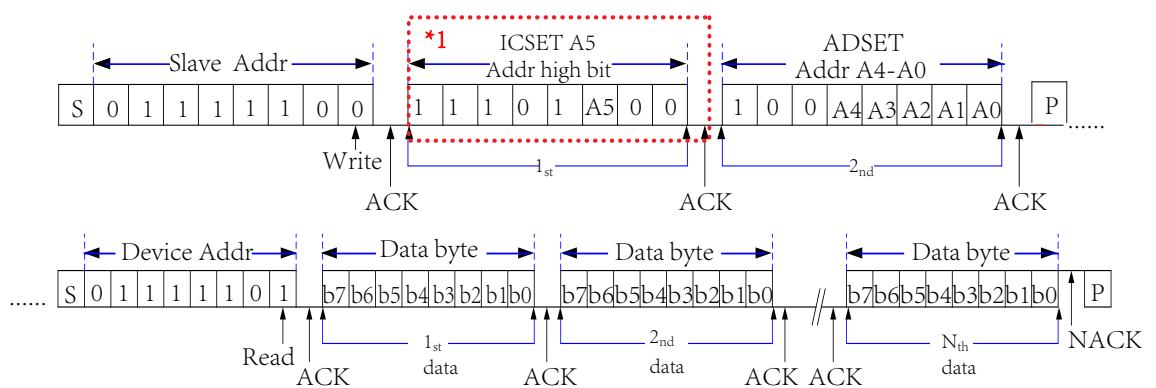 *1
Slave Addr
ICSET A5
Addr high bit
ADSET
Addr A4-A0
S 0 1 1 1 1 1 0 0 1 1 1 0 1 A5 0 0 1 0 0 A4 A3 A2 A1 A0 P ......
Write
1st
2nd
ACK ACK ACK
Device Addr Data byte Data byte Data byte
...... S 0 1 1 1 1 1 0 1 b7 b6 b5 b4 b3 b2 b1 b0 b7 b6 b5 b4 b3 b2 b1 b0 // b7 b6 b5 b4 b3 b2 b1 b0 P
Read
1st
data
2nd
data
Nth
data
NACK
ACK ACK ACK ACK